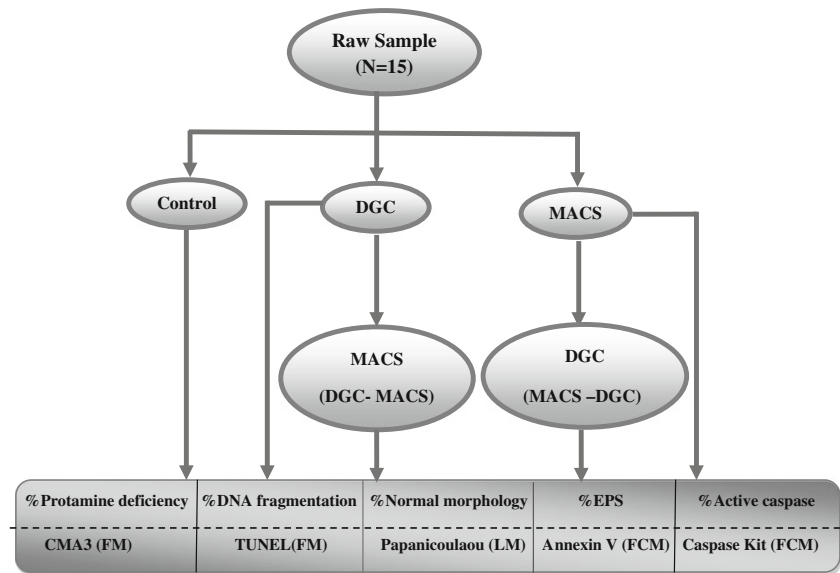 Raw Sample
(N=15)
Control
DGC
MACS
MACS
(DGC- MACS)
DGC
(MACS –DGC)
%Protamine deficiency
%DNA fragmentation
%Normal morphology
%EPS
%Active caspase
CMA3 (FM)
TUNEL(FM)
Papanicoulaou (LM)
Annexin V (FCM)
Caspase Kit (FCM)